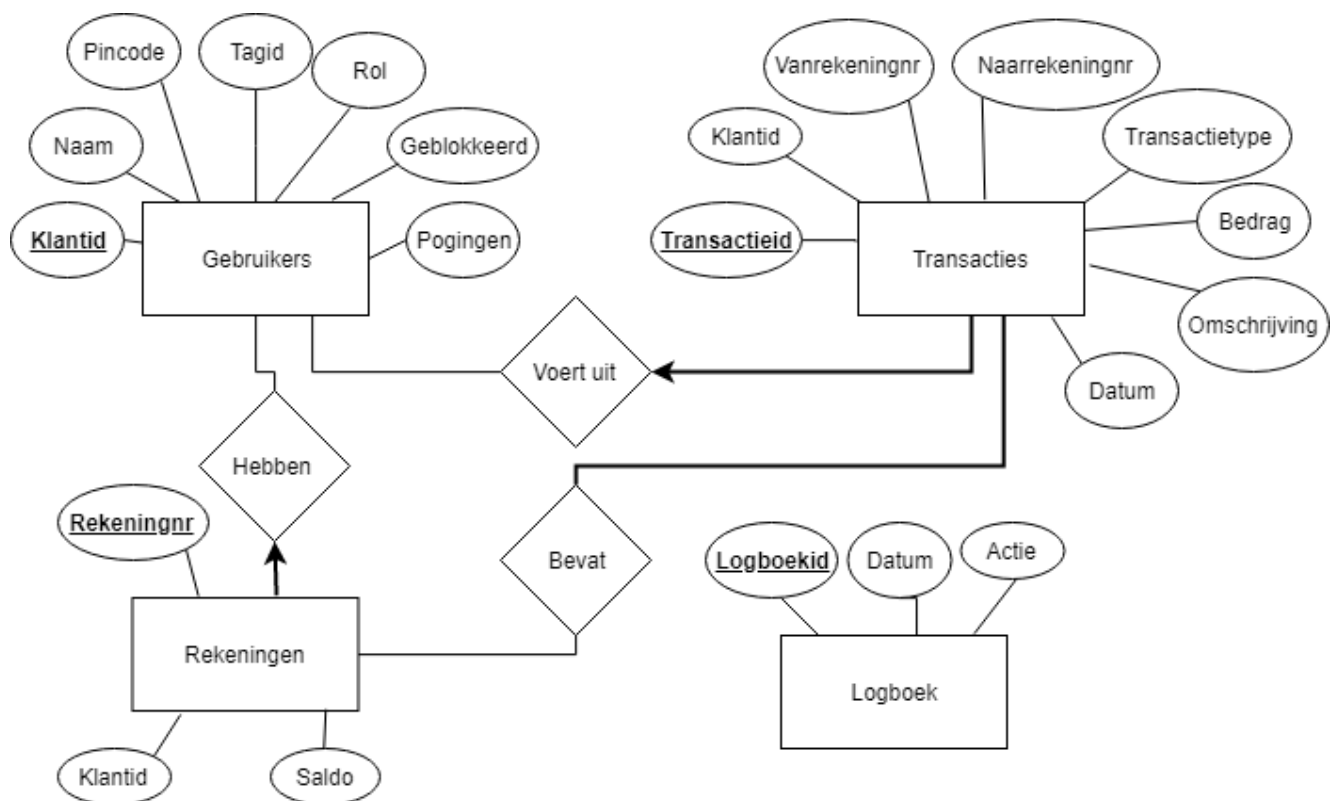 Pincode
Tagid
Rol
Naam
Geblokkeerd
Klantid
Gebruikers
Pogingen
Vanrekeningnr
Naarrekeningnr
Klantid
Transactietype
Transactieid
Transacties
Bedrag
Omschrijving
Datum
Voert uit
Hebben
Rekeningnr
Bevat
Rekeningen
Klantid
Saldo
Logboekid
Datum
Actie
Logboek